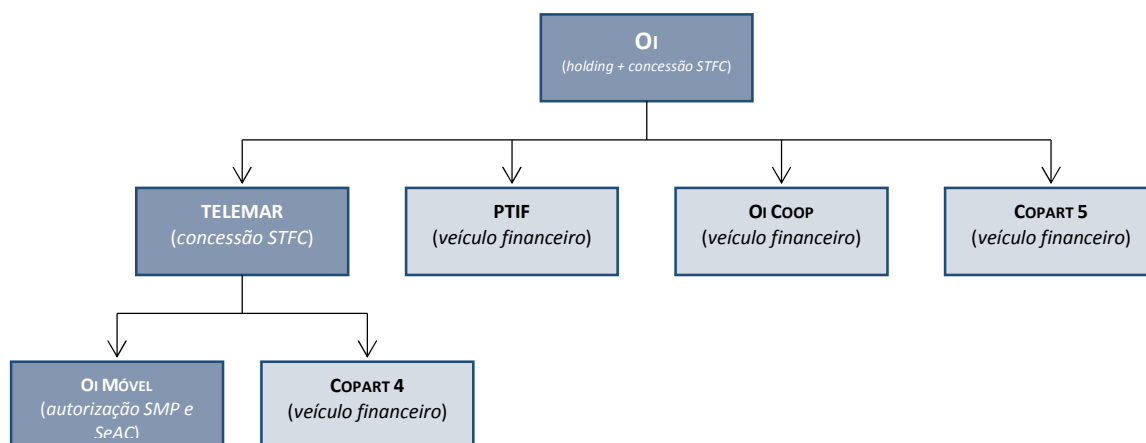 OI
(holding + concessão STFC)
TELEMAR
(concessão STFC)
PTIF
(veículo financeiro)
OI COOP
(veículo financeiro)
COPART 5
(veículo financeiro)
OI MÓVEL
(autorização SMP e
SeAC)
COPART 4
(veículo financeiro)